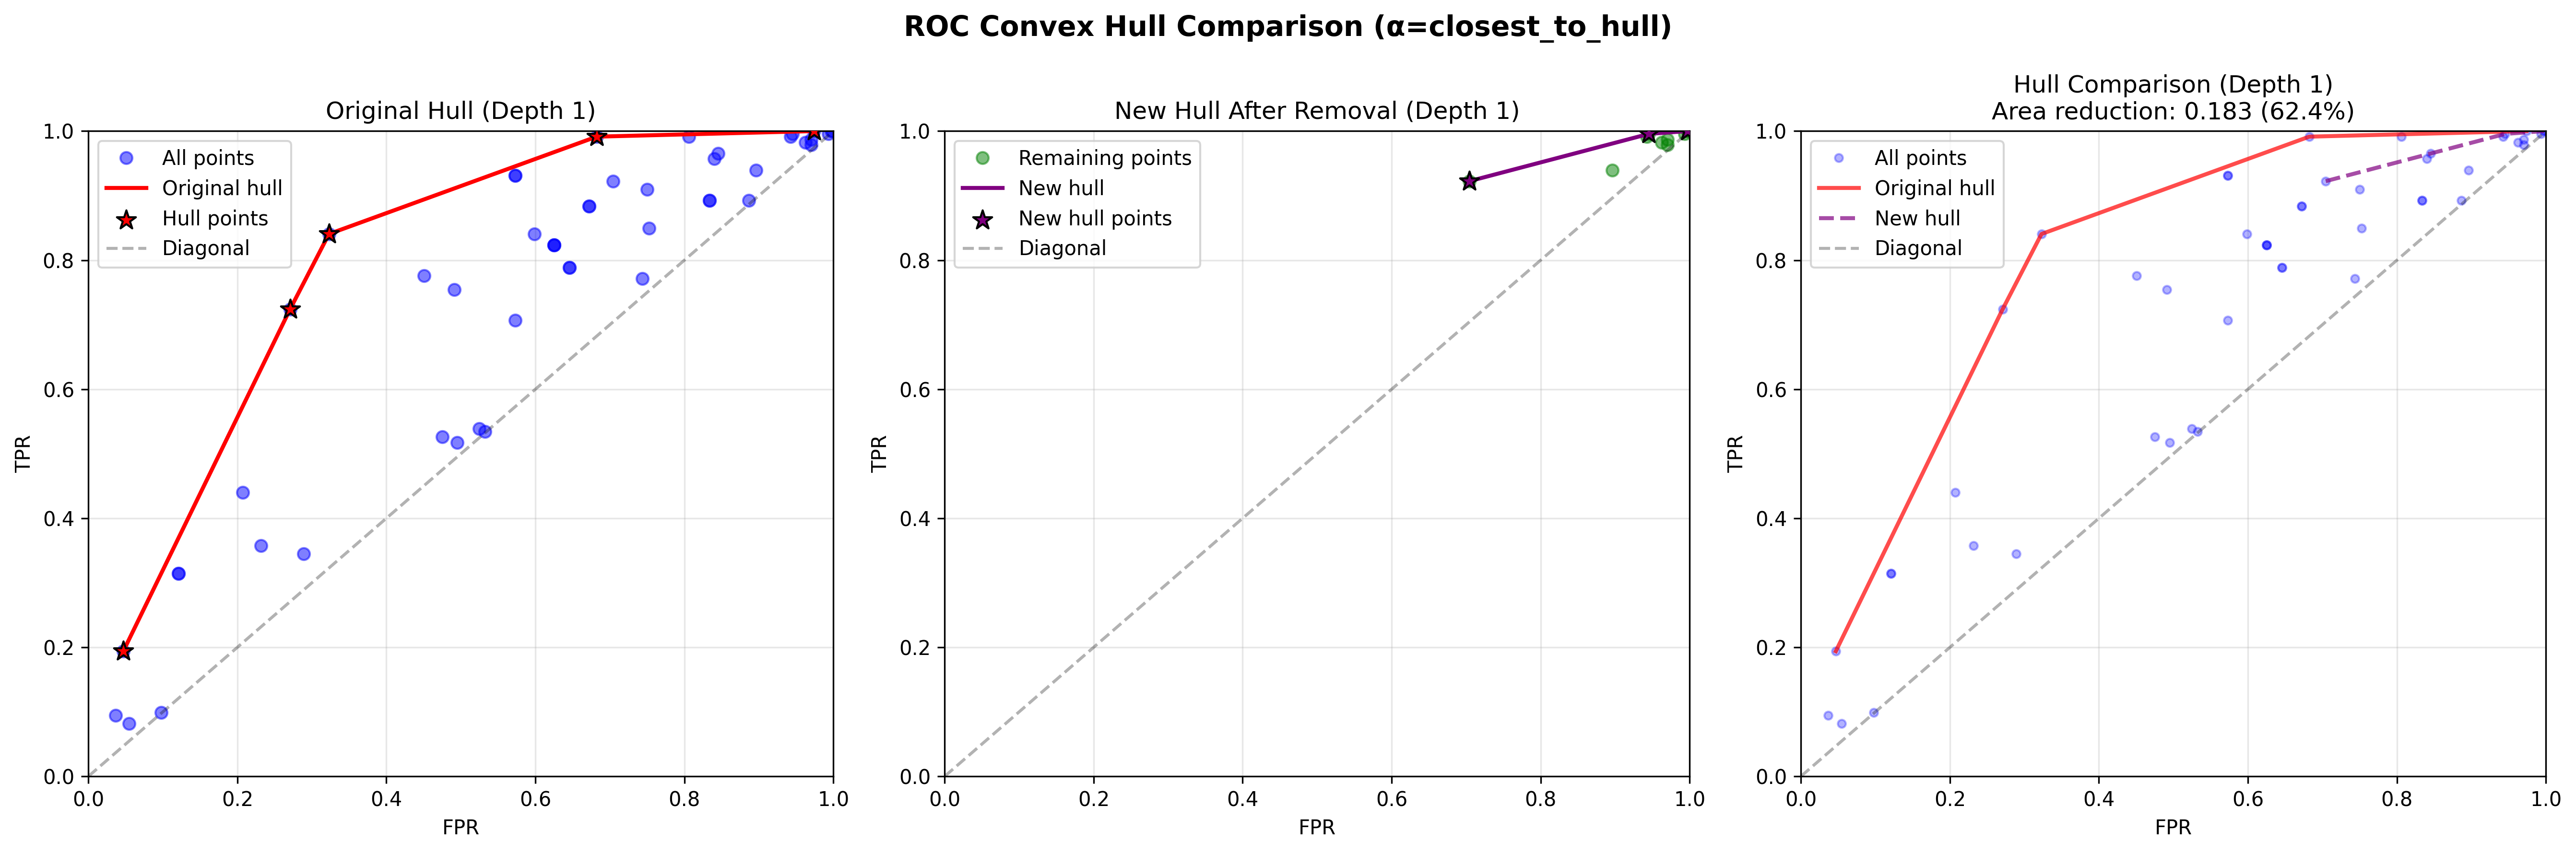 ROC Convex Hull Comparison (α=closest_to_hull)
Original Hull (Depth 1)
All points
Original hull
Hull points
Diagonal
TPR
1.0
0.8
0.6
0.4
0.2
0.0
0.0 0.2 0.4 0.6 0.8 1.0
FPR
New Hull After Removal (Depth 1)
Remaining points
New hull
New hull points
Diagonal
TPR
1.0
0.8
0.6
0.4
0.2
0.0
0.0 0.2 0.4 0.6 0.8 1.0
FPR
Hull Comparison (Depth 1)
Area reduction: 0.183 (62.4%)
All points
Original hull
New hull
Diagonal
TPR
1.0
0.8
0.6
0.4
0.2
0.0
0.0 0.2 0.4 0.6 0.8 1.0
FPR